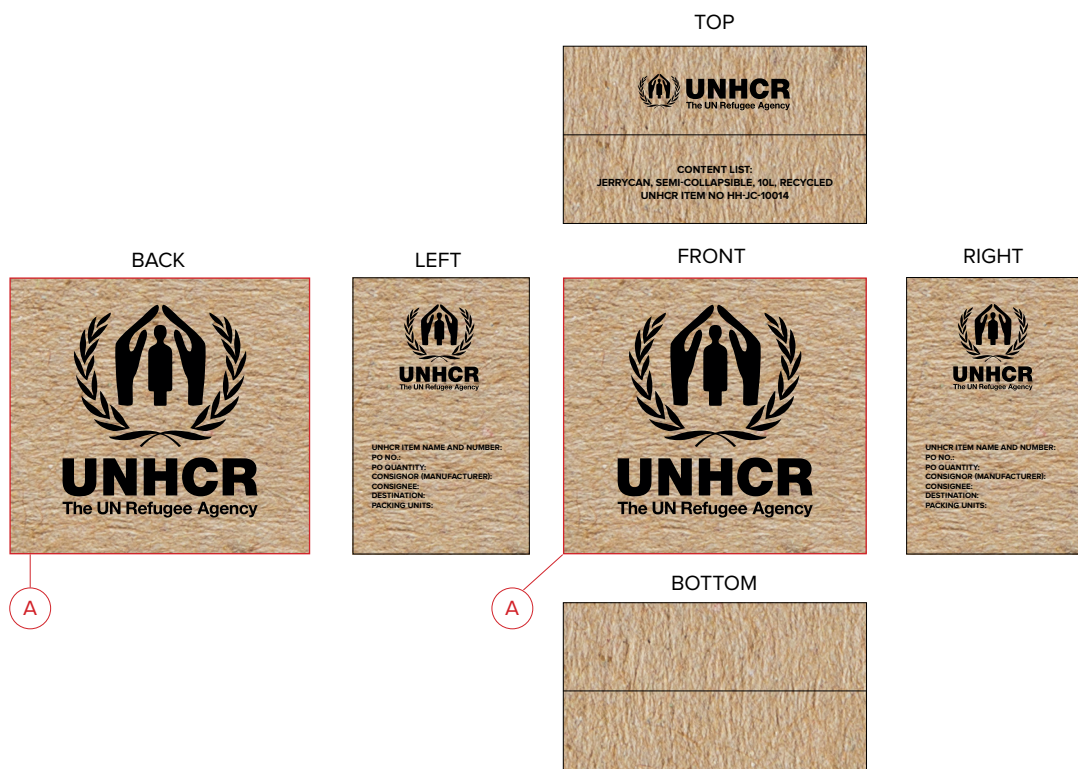 TOP
UNHCR
The UN Refugee Agency
CONTENT LIST:
JERRYCAN, SEMI-COLLAPSIBLE, 10L, RECYCLED
UNHCR ITEM NO HH-JC-10014
BACK
UNHCR
The UN Refugee Agency
A
LEFT
UNHCR
The UN Refugee Agency
UNHCR ITEM NAME AND NUMBER:
PO NO.:
PO QUANTITY:
CONSIGNOR (MANUFACTURER):
CONSIGNEE:
DESTINATION:
PACKING UNITS:
FRONT
UNHCR
The UN Refugee Agency
A
RIGHT
UNHCR
The UN Refugee Agency
UNHCR ITEM NAME AND NUMBER:
PO NO.:
PO QUANTITY:
CONSIGNOR (MANUFACTURER):
CONSIGNEE:
DESTINATION:
PACKING UNITS:
BOTTOM